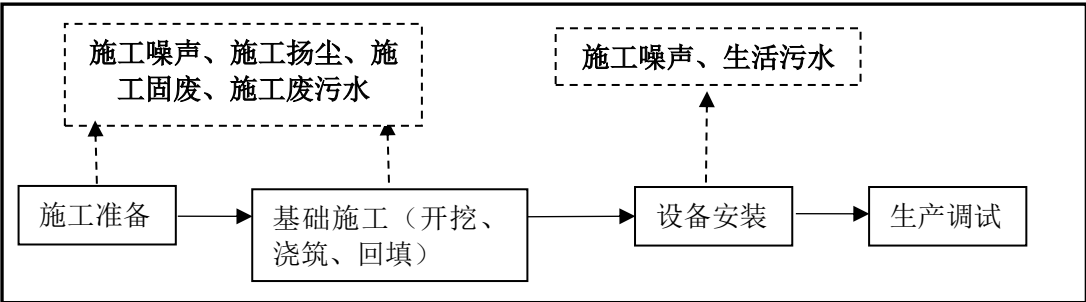 施工噪声、施工扬尘、施
工固废、施工废污水
施工噪声、生活污水
施工准备
基础施工（开挖、
浇筑、回填）
设备安装
生产调试